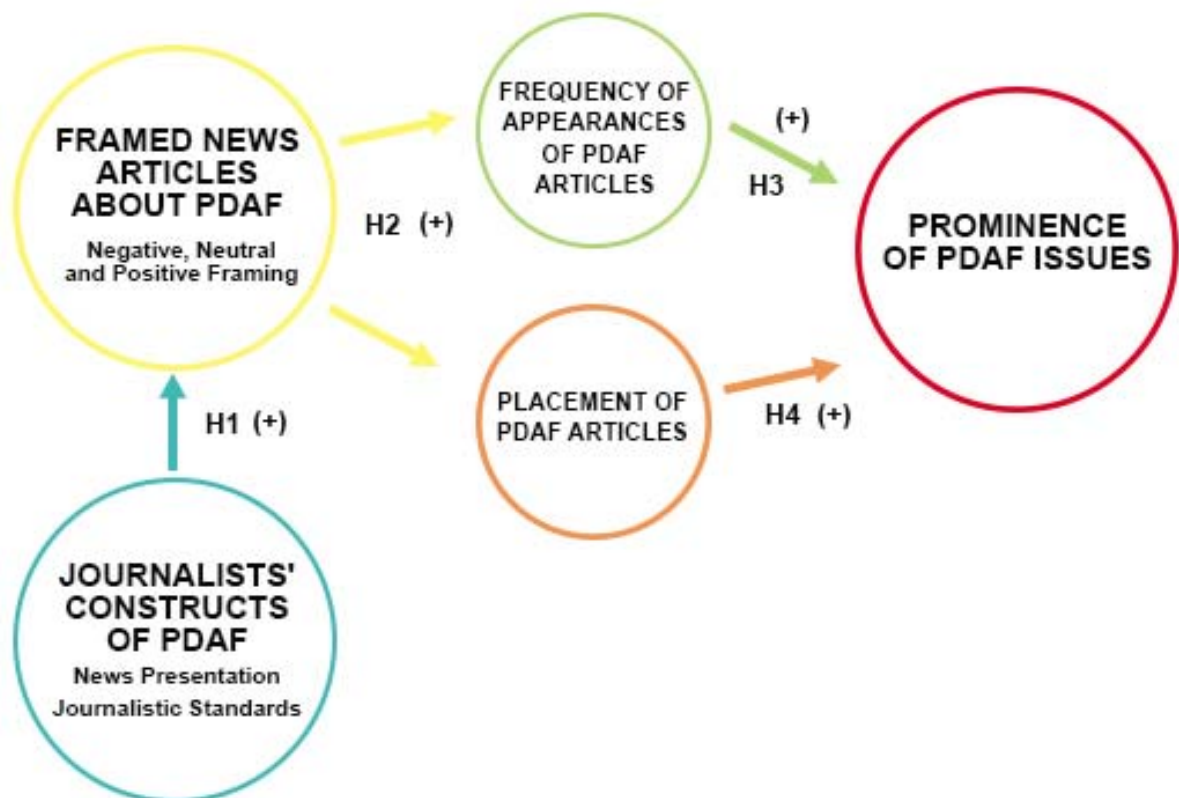 FRAMED NEWS
ARTICLES
ABOUT PDAF
Negative, Neutral
and Positive Framing
H1 (+)
JOURNALISTS'
CONSTRUCTS
OF PDAF
News Presentation
Journalistic Standards
H2 (+)
FREQUENCY OF
APPEARANCES
OF PDAF
ARTICLES
PLACEMENT OF
PDAF ARTICLES
(+)
H3
H4 (+)
PROMINENCE
OF PDAF ISSUES